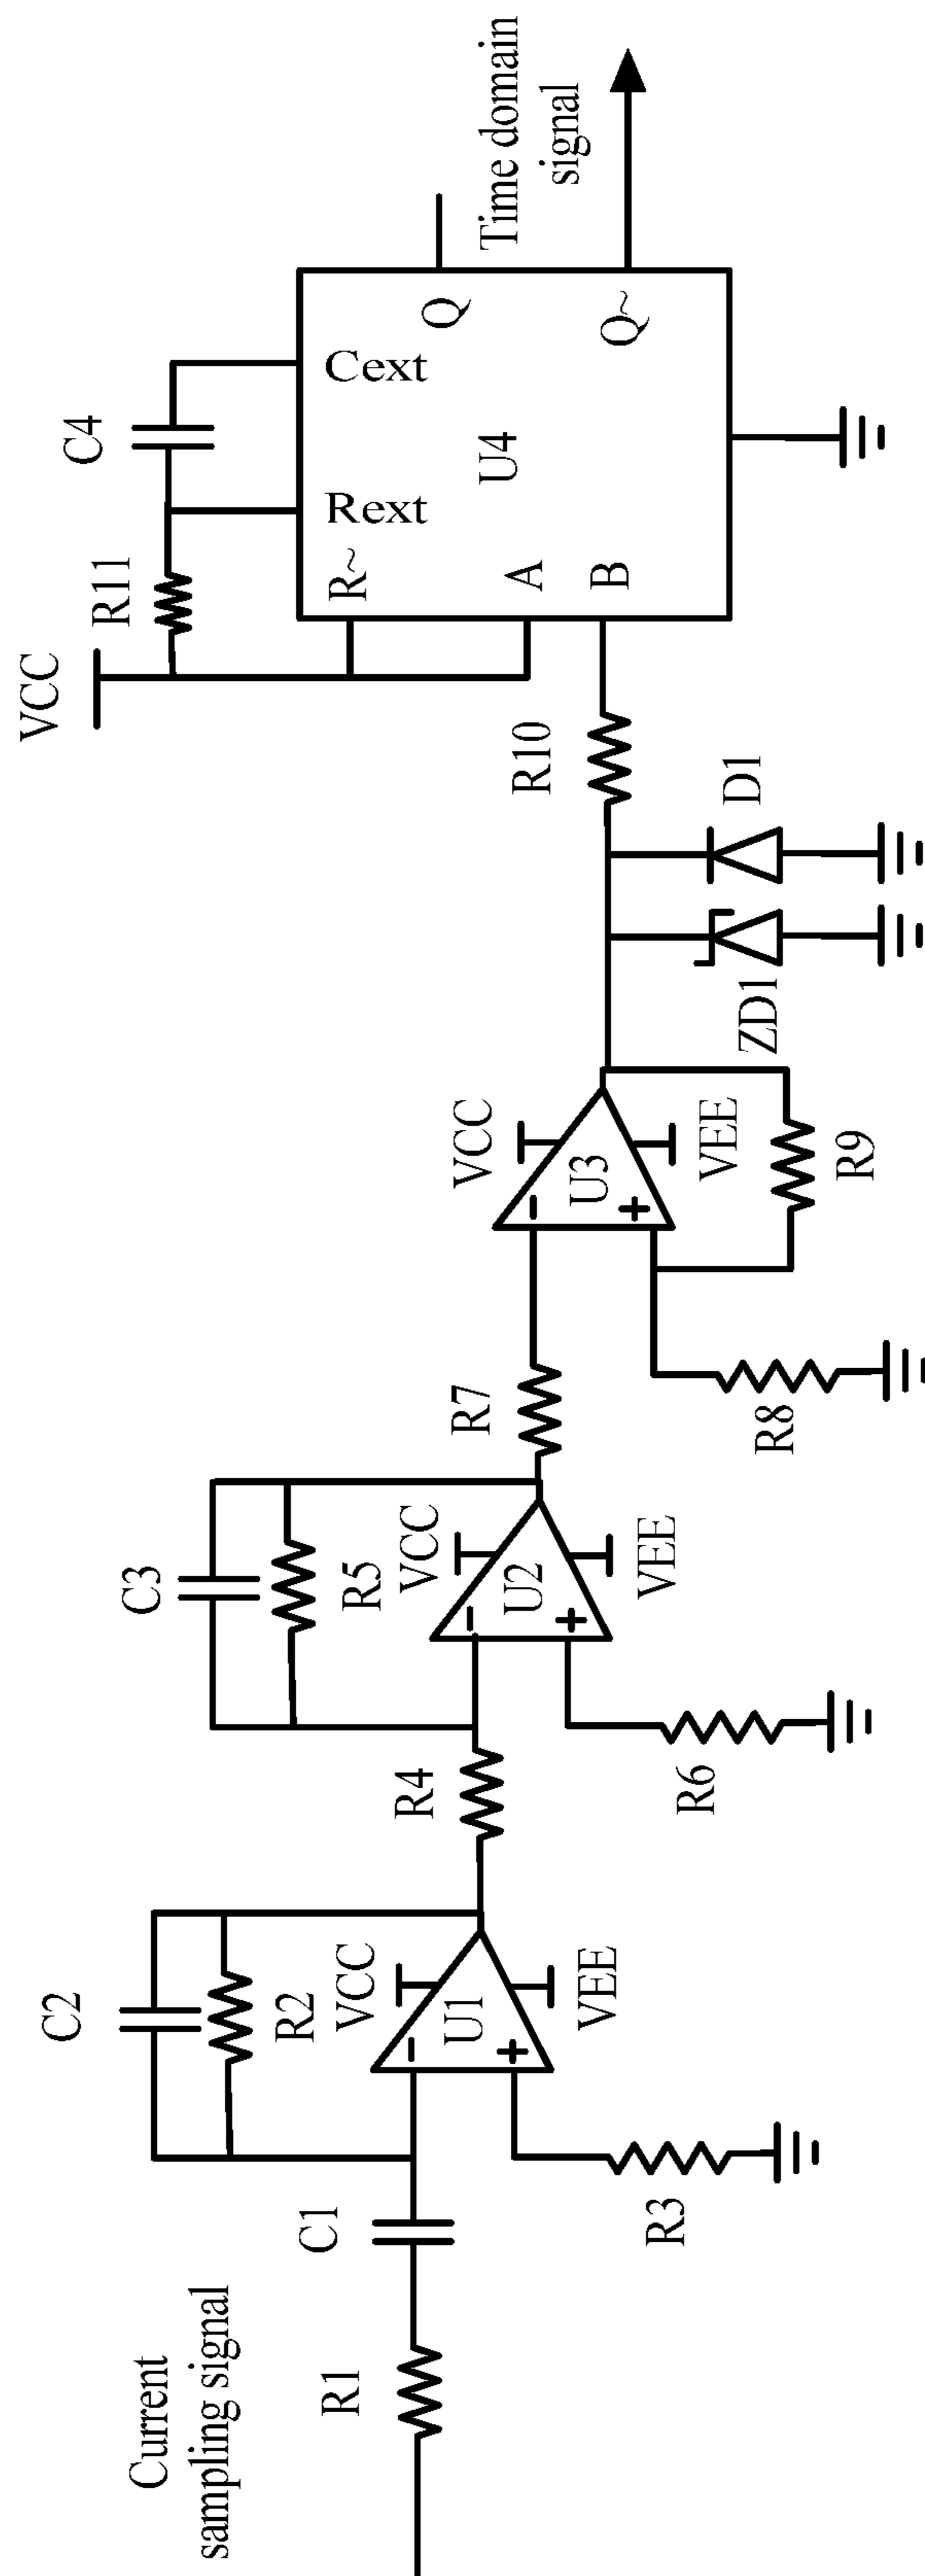 Current
sampling signal
R1
C1
C2
R2
VCC
U1
-
+
VEE
R3
R4
C3
R5
VCC
U2
-
+
VEE
R6
R7
VCC
U3
-
+
VEE
R8
R9
ZD1
D1
R10
VCC
R11
C4
R~
Rext
Cext
A
B
U4
Q
Q~
Time domain
signal